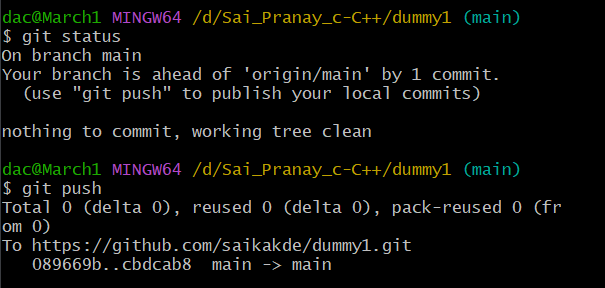 dac@March1 MINGW64 /d/Sai_Pranay_c-C++/dummy1 (main)
$ git status
On branch main
Your branch is ahead of 'origin/main' by 1 commit.
  (use "git push" to publish your local commits)

nothing to commit, working tree clean

dac@March1 MINGW64 /d/Sai_Pranay_c-C++/dummy1 (main)
$ git push
Total 0 (delta 0), reused 0 (delta 0), pack-reused 0 (fr
om 0)
To https://github.com/saikakde/dummy1.git
   089669b..cbdcab8  main -> main